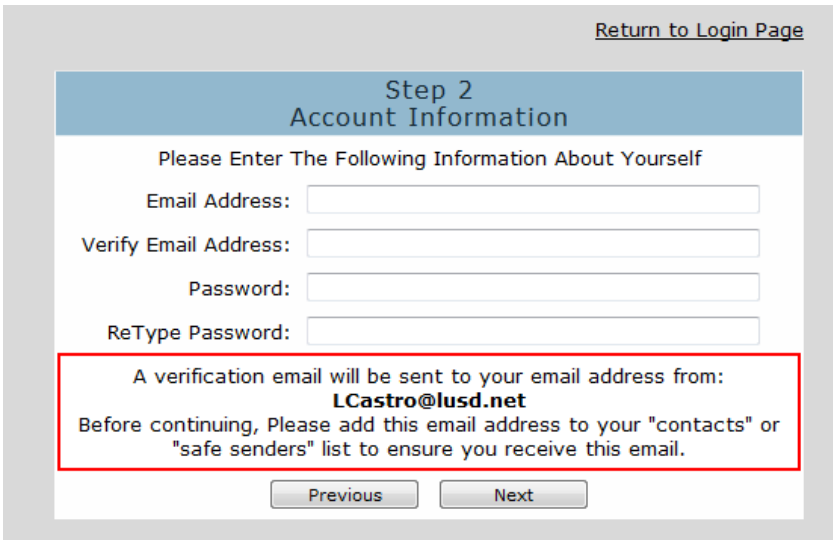 Return to Login Page
Step 2
Account Information
Please Enter The Following Information About Yourself
Email Address:
Verify Email Address:
Password:
ReType Password:
A verification email will be sent to your email address from:
LCastro@lusd.net
Before continuing, Please add this email address to your "contacts" or
"safe senders" list to ensure you receive this email.
Previous Next